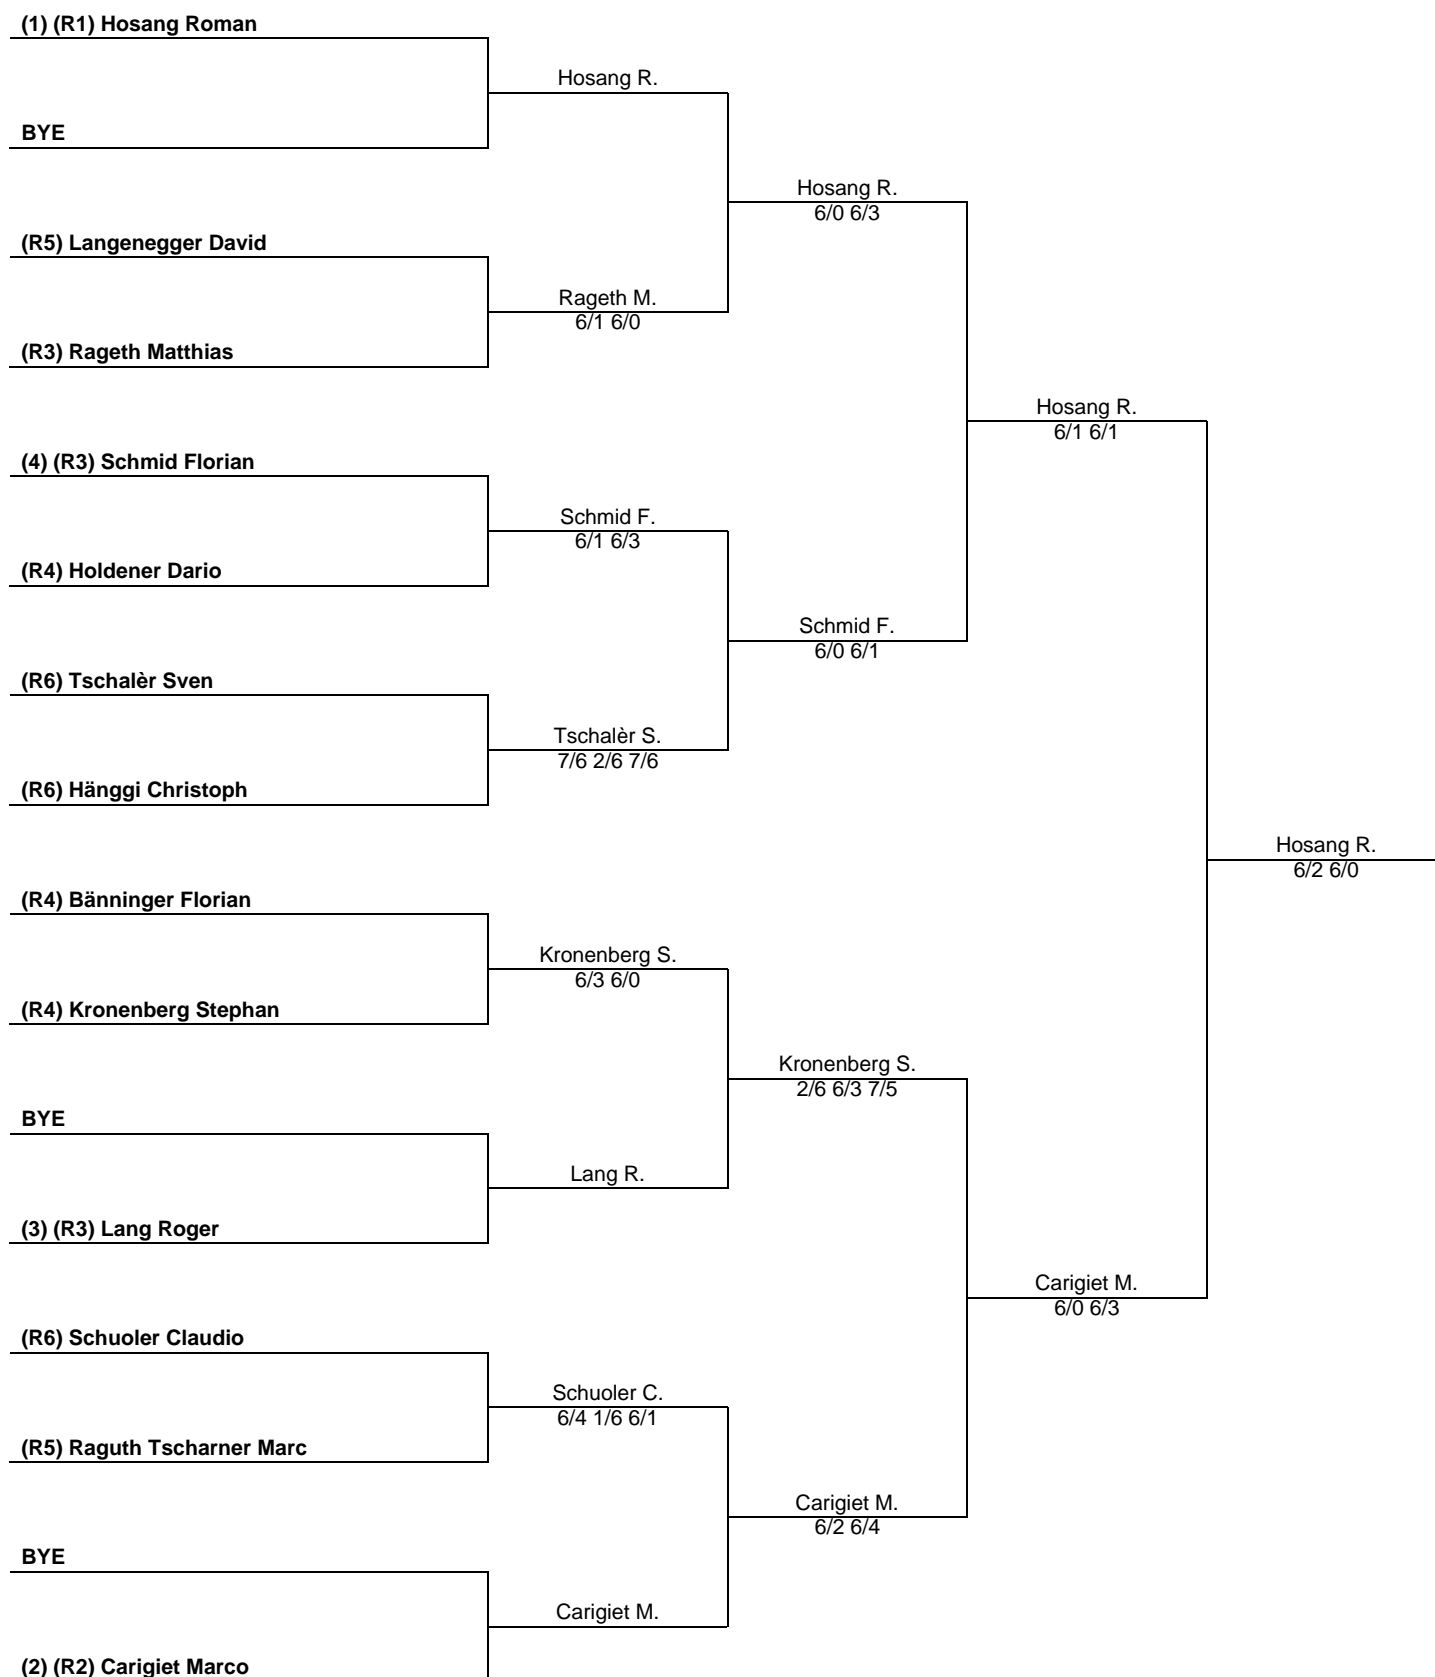 (1) (R1) Hosang Roman
Hosang R.
BYE
Hosang R.
6/0 6/3
(R5) Langenegger David
Rageth M.
6/1 6/0
(R3) Rageth Matthias
Hosang R.
6/1 6/1
(4) (R3) Schmid Florian
Schmid F.
6/1 6/3
(R4) Holdener Dario
Schmid F.
6/0 6/1
(R6) Tschalèr Sven
Tschalèr S.
7/6 2/6 7/6
(R6) Hänggi Christoph
Hosang R.
6/2 6/0
(R4) Bänninger Florian
Kronenberg S.
6/3 6/0
(R4) Kronenberg Stephan
Kronenberg S.
2/6 6/3 7/5
BYE
Lang R.
(3) (R3) Lang Roger
Carigiet M.
6/0 6/3
(R6) Schuoler Claudio
Schuoler C.
6/4 1/6 6/1
(R5) Raguth Tscharner Marc
Carigiet M.
6/2 6/4
BYE
Carigiet M.
(2) (R2) Carigiet Marco